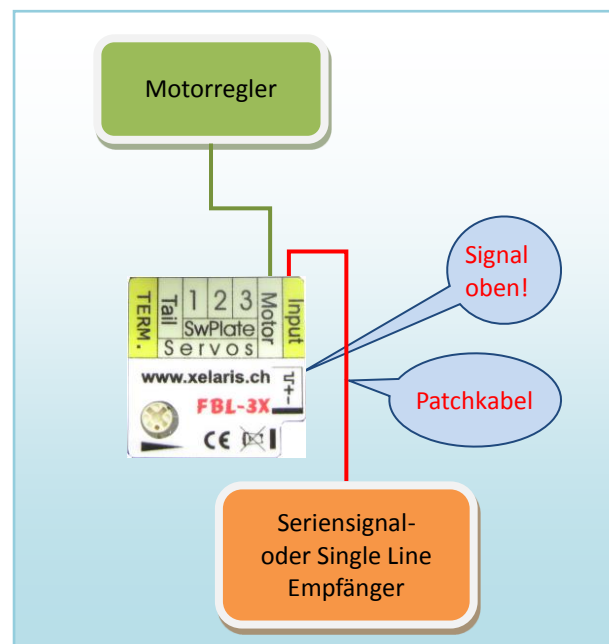 Motorregler
Signal
oben!
TERM.
Tail
1 2 3
Motor
Input
SwPlate
Servos
www.xelaris.ch
+-
FBL-3X
CE
Patchkabel
Seriensignal-
oder Single Line
Empfänger